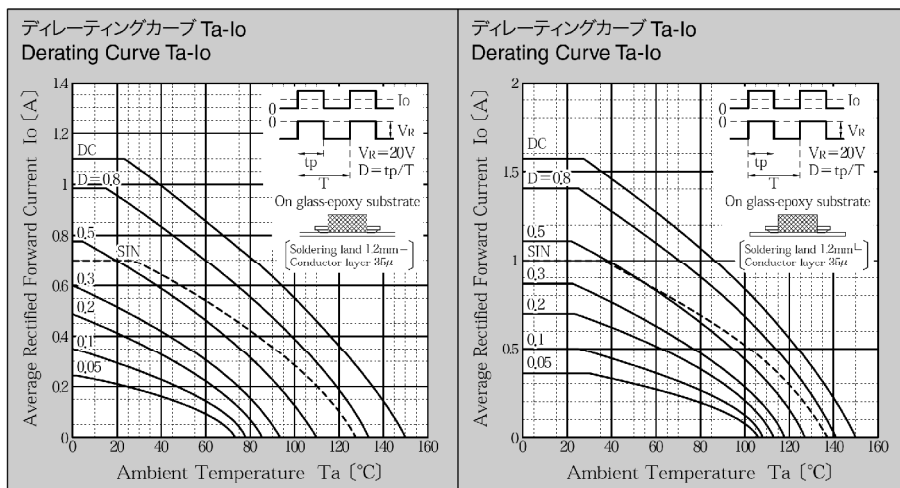 ディレーティングカーブ Ta-Io
Derating Curve Ta-Io
Average Rectified Forward Current Io [A]
1.4
1.2
1
0.8
0.6
0.4
0.2
0
0 20 40 60 80 100 120 140 160
Ambient Temperature Ta [℃]
DC
D=0.8
0.5
SIN
0.3
0.2
0.1
0.05
0 Io
0 VR
tp
T
VR=20V
D=tp/T
On glass-epoxy substrate
Soldering land 1.2mm
Conductor layer 35μ
ディレーティングカーブ Ta-Io
Derating Curve Ta-Io
Average Rectified Forward Current Io [A]
2
1.5
1
0.5
0
0 20 40 60 80 100 120 140 160
Ambient Temperature Ta [℃]
DC
D=0.8
0.5
SIN
0.3
0.2
0.1
0.05
0 Io
0 VR
tp
T
VR=20V
D=tp/T
On glass-epoxy substrate
Soldering land 1.2mm
Conductor layer 35μ